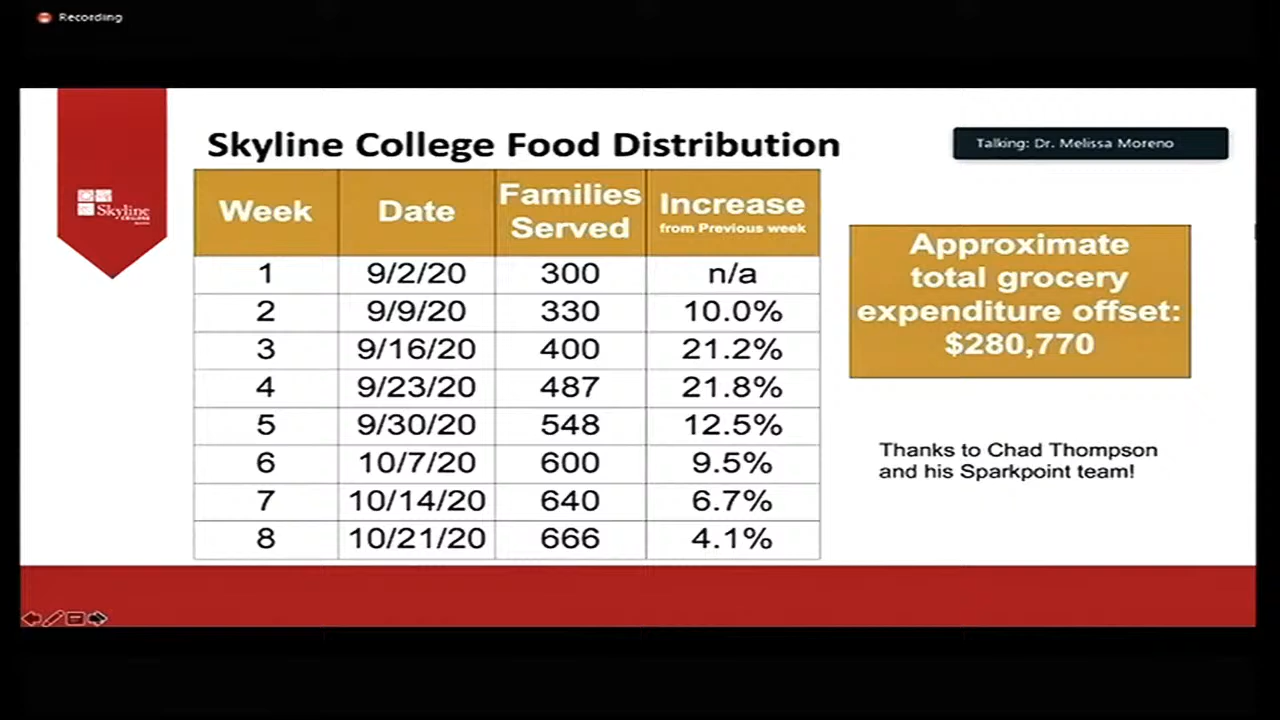 Recording
Skyline College Food Distribution
Talking: Dr. Melissa Moreno
Skyline
COLLEGE
Week Date Families Served Increase from Previous week
1 9/2/20 300 n/a
2 9/9/20 330 10.0%
3 9/16/20 400 21.2%
4 9/23/20 487 21.8%
5 9/30/20 548 12.5%
6 10/7/20 600 9.5%
7 10/14/20 640 6.7%
8 10/21/20 666 4.1%
Approximate
total grocery
expenditure offset:
$280,770
Thanks to Chad Thompson
and his Sparkpoint team!